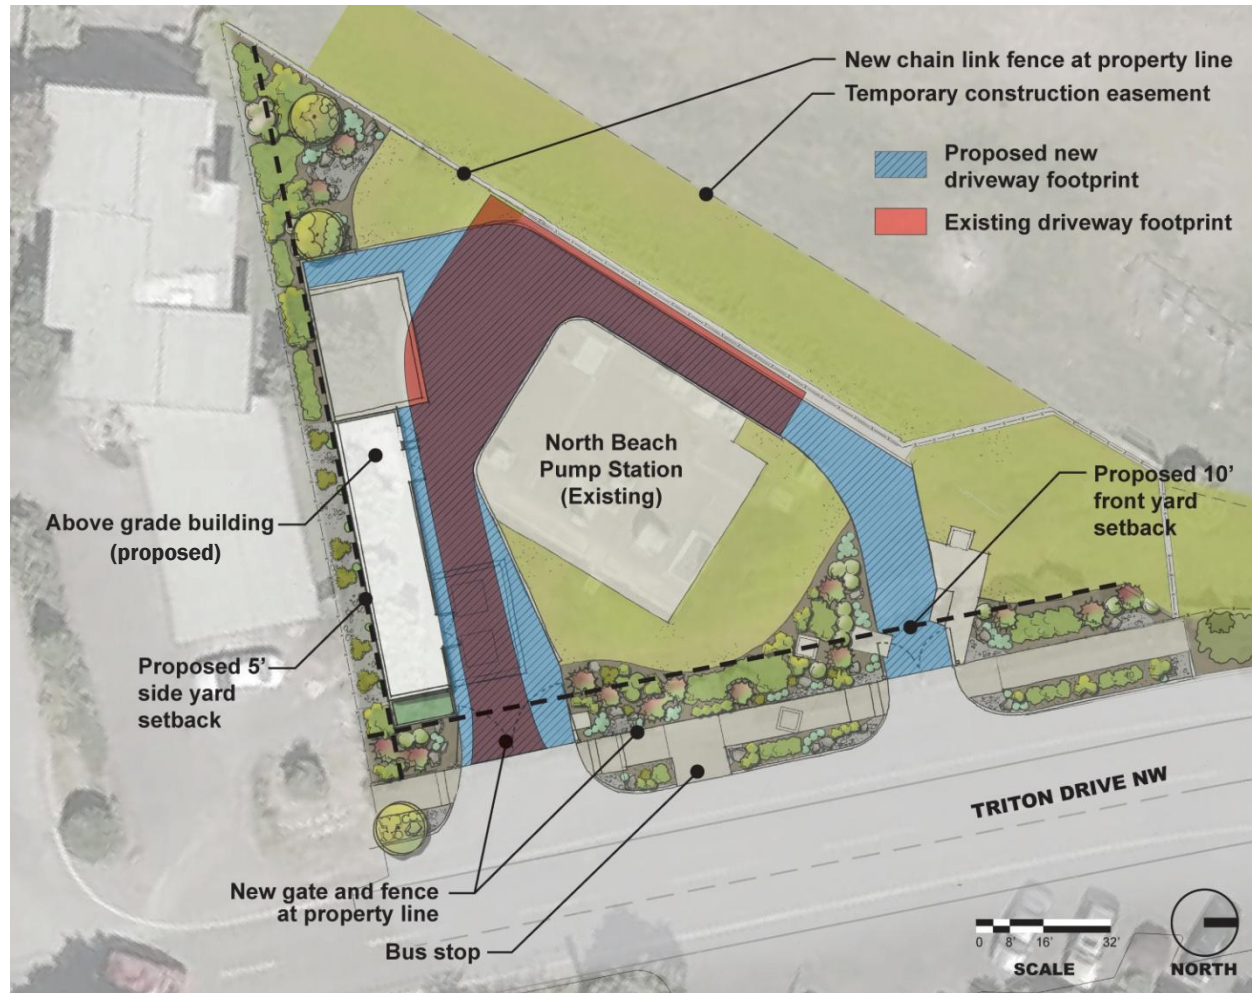 New chain link fence at property line
Temporary construction easement
Proposed new
driveway footprint
Existing driveway footprint
North Beach
Pump Station
(Existing)
Proposed 10'
front yard
setback
Above grade building
(proposed)
Proposed 5'
side yard
setback
TRITON DRIVE NW
New gate and fence
at property line
Bus stop
0 8' 16' 32'
SCALE
NORTH